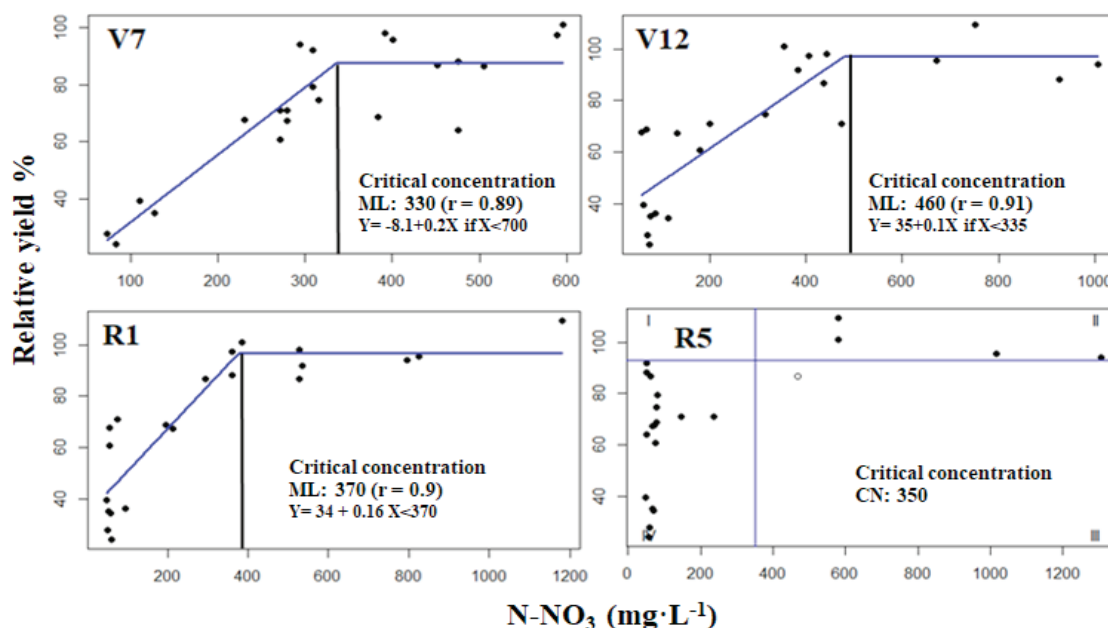 Relative yield %
V7
100
80
60
40
100
200
300
400
500
600
Critical concentration
ML: 330 (r = 0.89)
Y= -8.1+0.2X if X<700
V12
100
80
60
40
200
400
600
800
1000
Critical concentration
ML: 460 (r = 0.91)
Y= 35+0.1X if X<335
R1
100
80
60
40
200
400
600
800
1000
1200
Critical concentration
ML: 370 (r = 0.9)
Y= 34 + 0.16 X<370
R5
I
II
III
IV
100
80
60
40
0
200
400
600
800
1000
1200
Critical concentration
CN: 350
N-NO₃ (mg·L⁻¹)